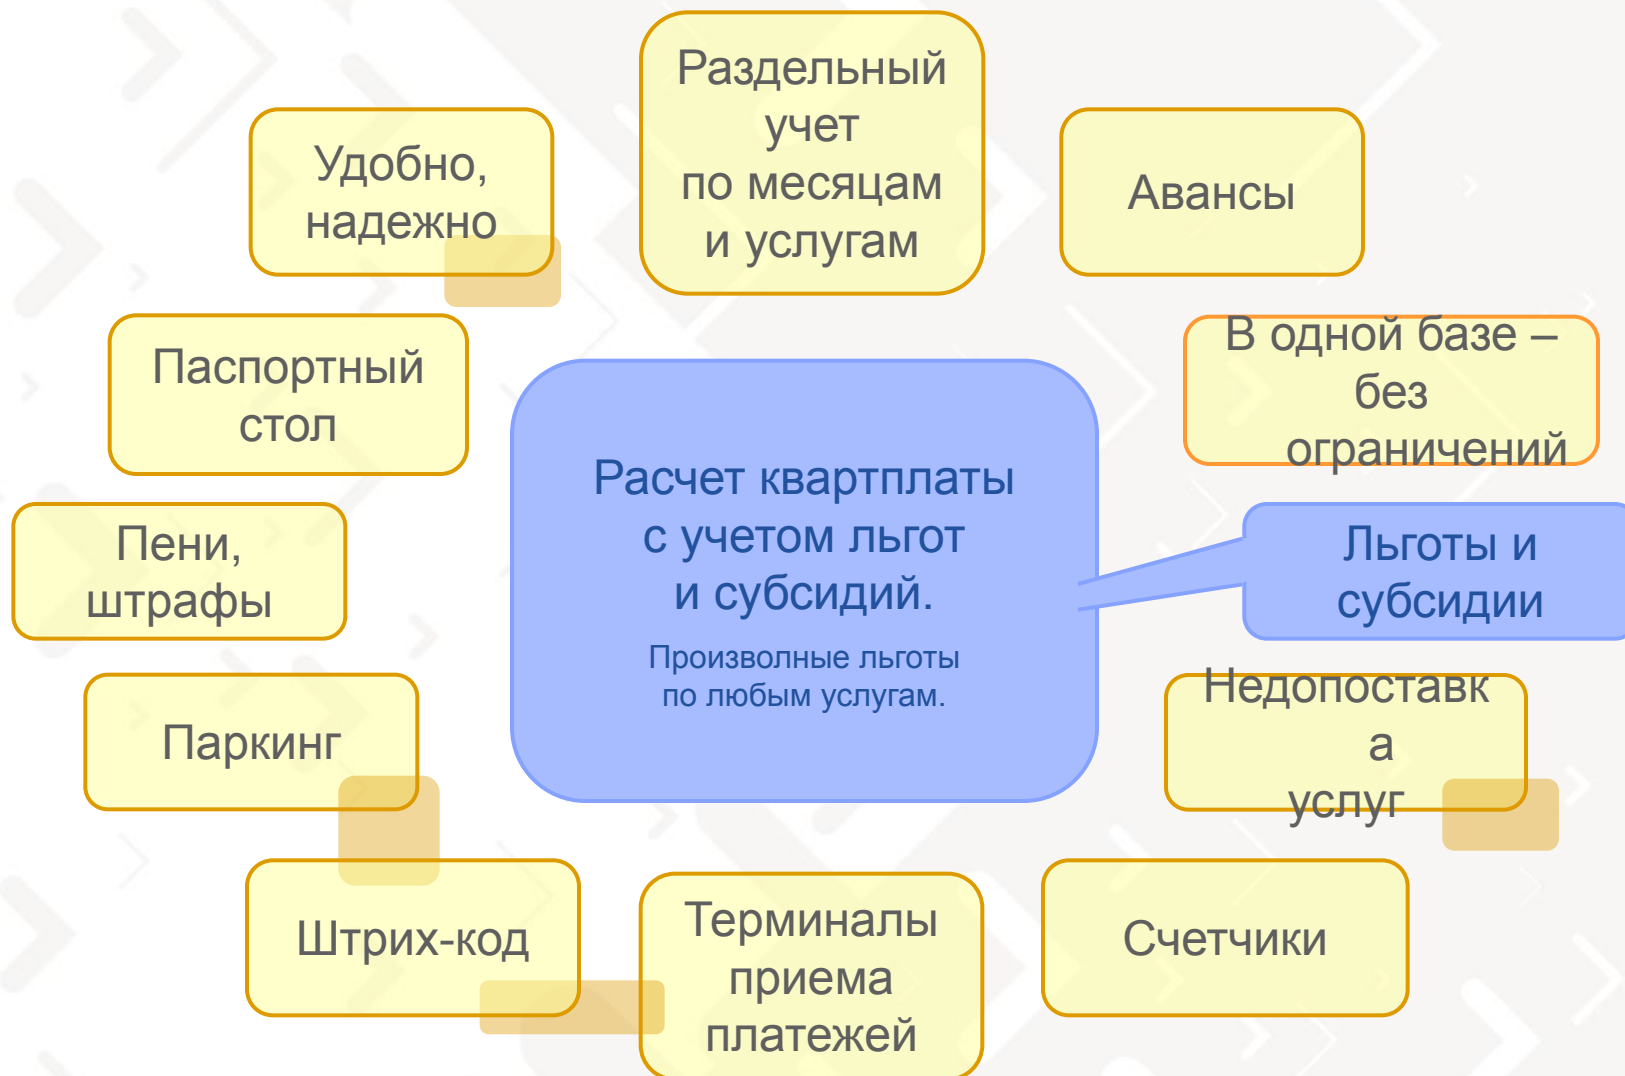 Раздельный
учет
по месяцам
и услугам
Удобно,
надежно
Авансы
Паспортный
стол
В одной базе –
без
ограничений
Расчет квартплаты
с учетом льгот
и субсидий.
Произволные льготы
по любым услугам.
Пени,
штрафы
Льготы и
субсидии
Паркинг
Недопоставк
а
услуг
Штрих-код
Терминалы
приема
платежей
Счетчики